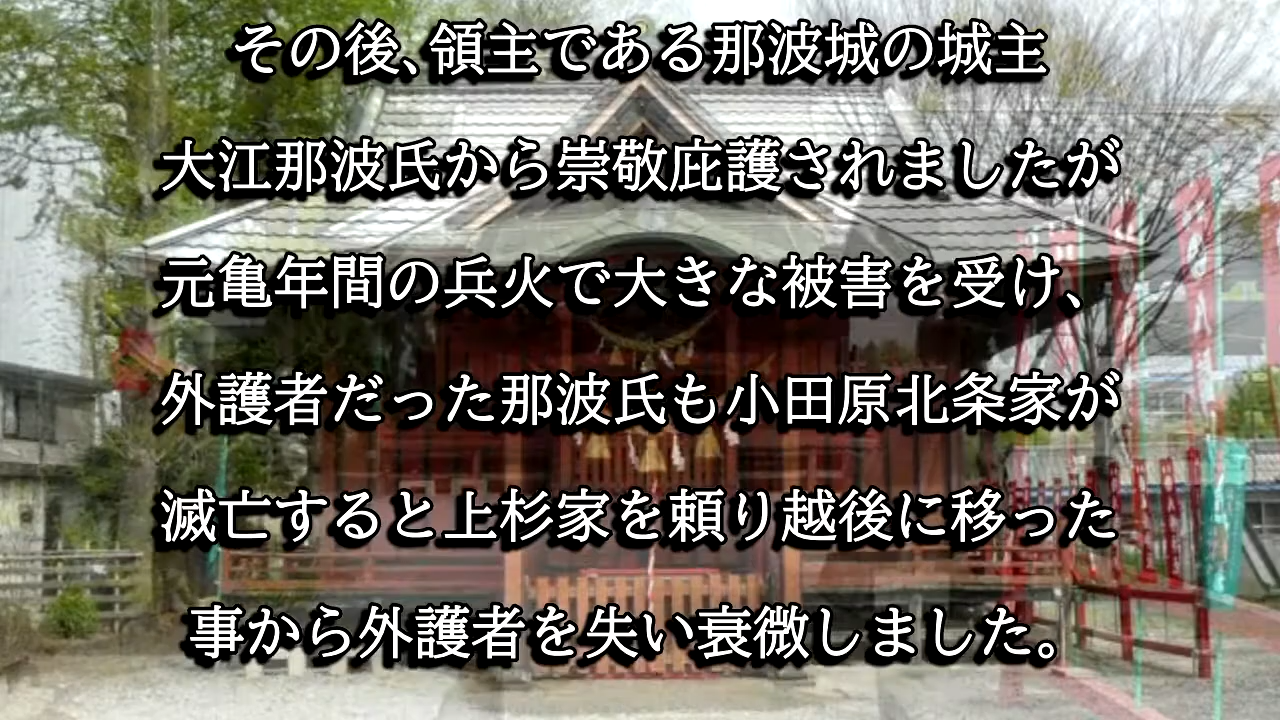 その後、領主である那波城の城主
大江那波氏から崇敬庇護されましたが
元亀年間の兵火で大きな被害を受け、
外護者だった那波氏も小田原北条家が
滅亡すると上杉家を頼り越後に移った
事から外護者を失い衰微しました。